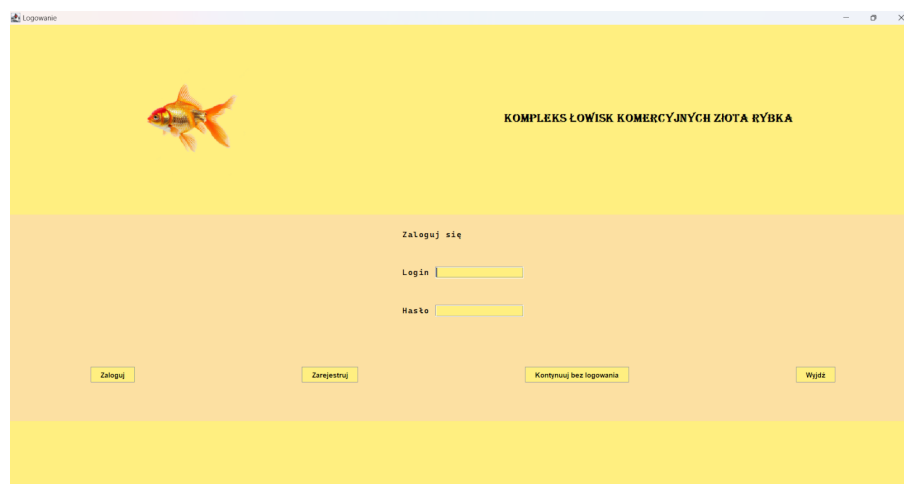 Logowanie
KOMPLEKS ŁOWISK KOMERCYJNYCH ZŁOTA RYBKA
Zaloguj się
Login
Hasło
Zaloguj Zarejestruj Kontynuuj bez logowania Wyjdź